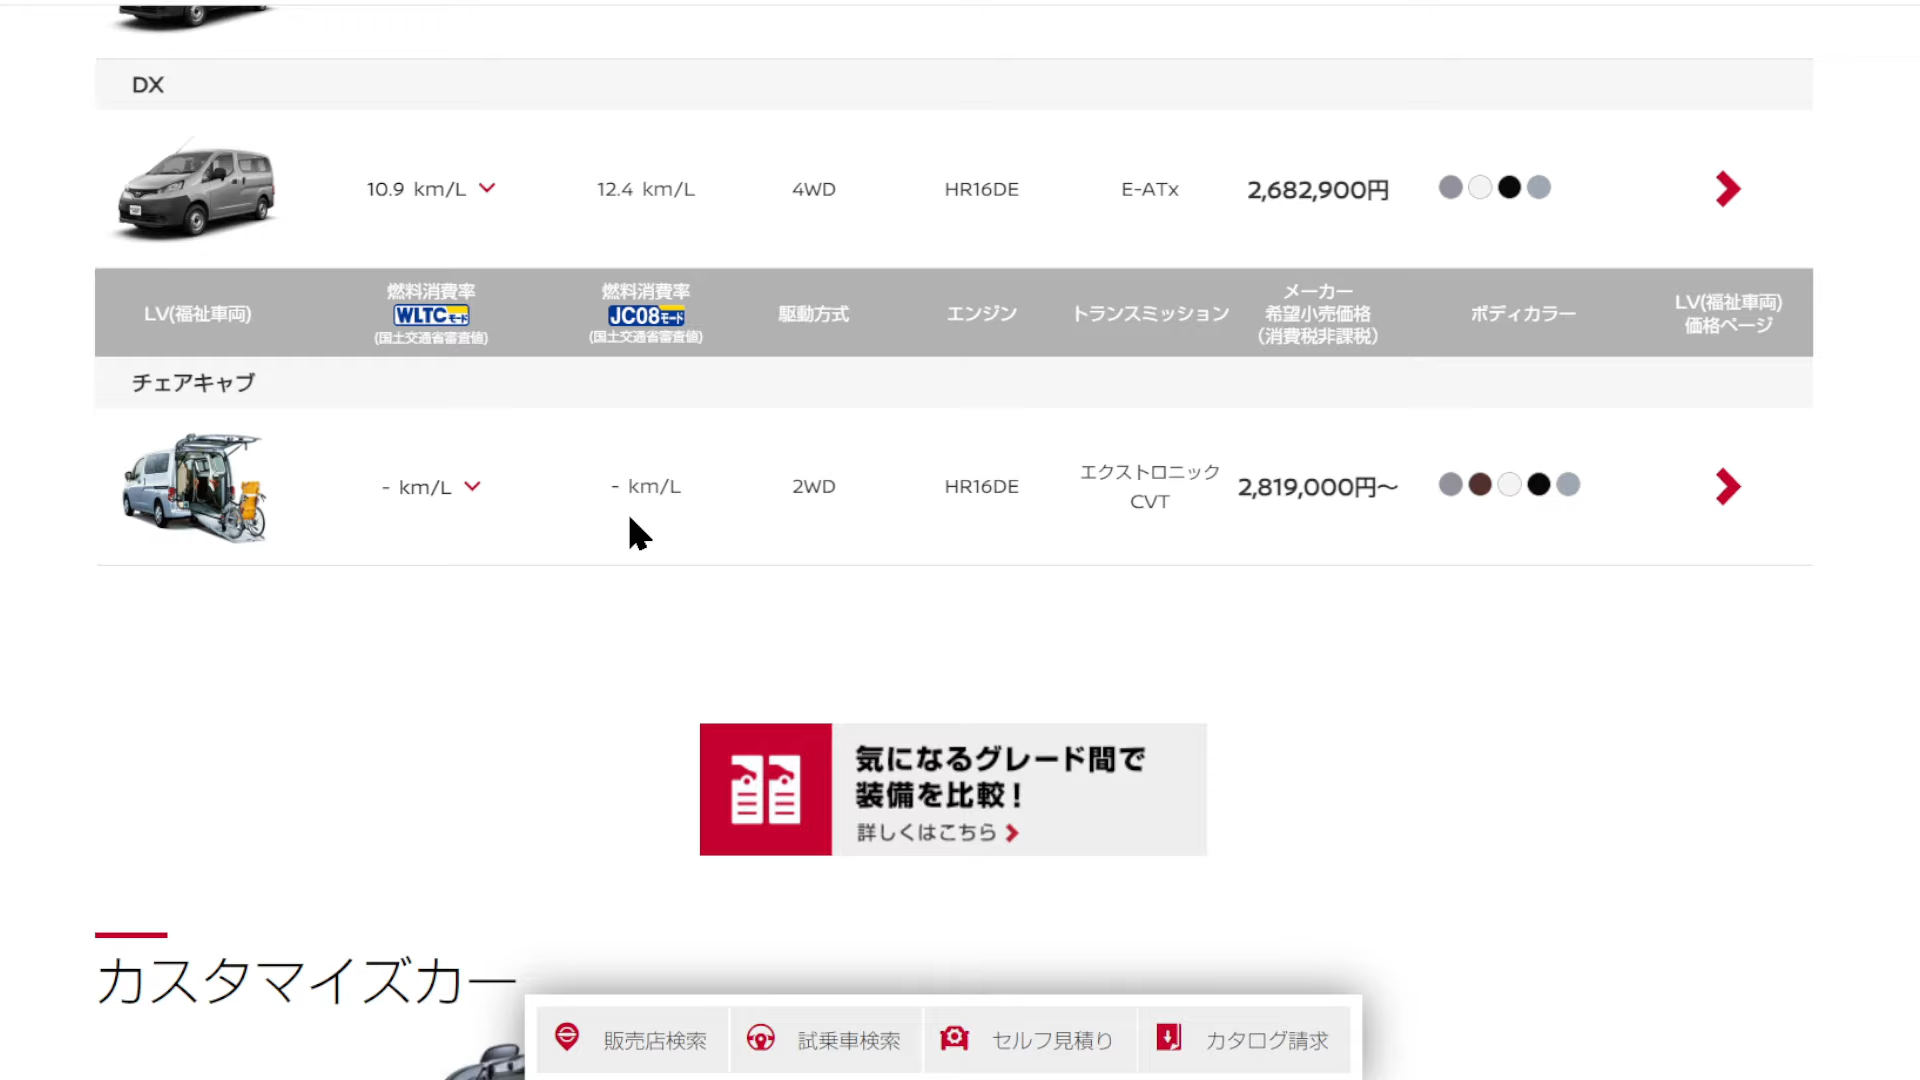 DX
10.9 km/L
12.4 km/L
4WD
HR16DE
E-ATx
2,682,900円
LV(福祉車両)
燃料消費率
WLTCモード
(国土交通省審査値)
燃料消費率
JC08モード
(国土交通省審査値)
駆動方式
エンジン
トランスミッション
メーカー
希望小売価格
(消費税非課税)
ボディカラー
LV(福祉車両)
価格ページ
チェアキャブ
- km/L
- km/L
2WD
HR16DE
エクストロニック
CVT
2,819,000円〜
気になるグレード間で
装備を比較！
詳しくはこちら
カスタマイズカー
販売店検索
試乗車検索
セルフ見積り
カタログ請求